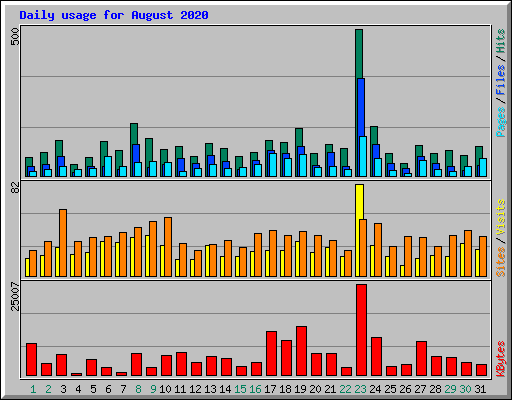 Daily usage for August 2020
500
Pages / Files / Hits
82
Sites / Visits
25007
KBytes
1 2 3 4 5 6 7 8 9 10 11 12 13 14 15 16 17 18 19 20 21 22 23 24 25 26 27 28 29 30 31